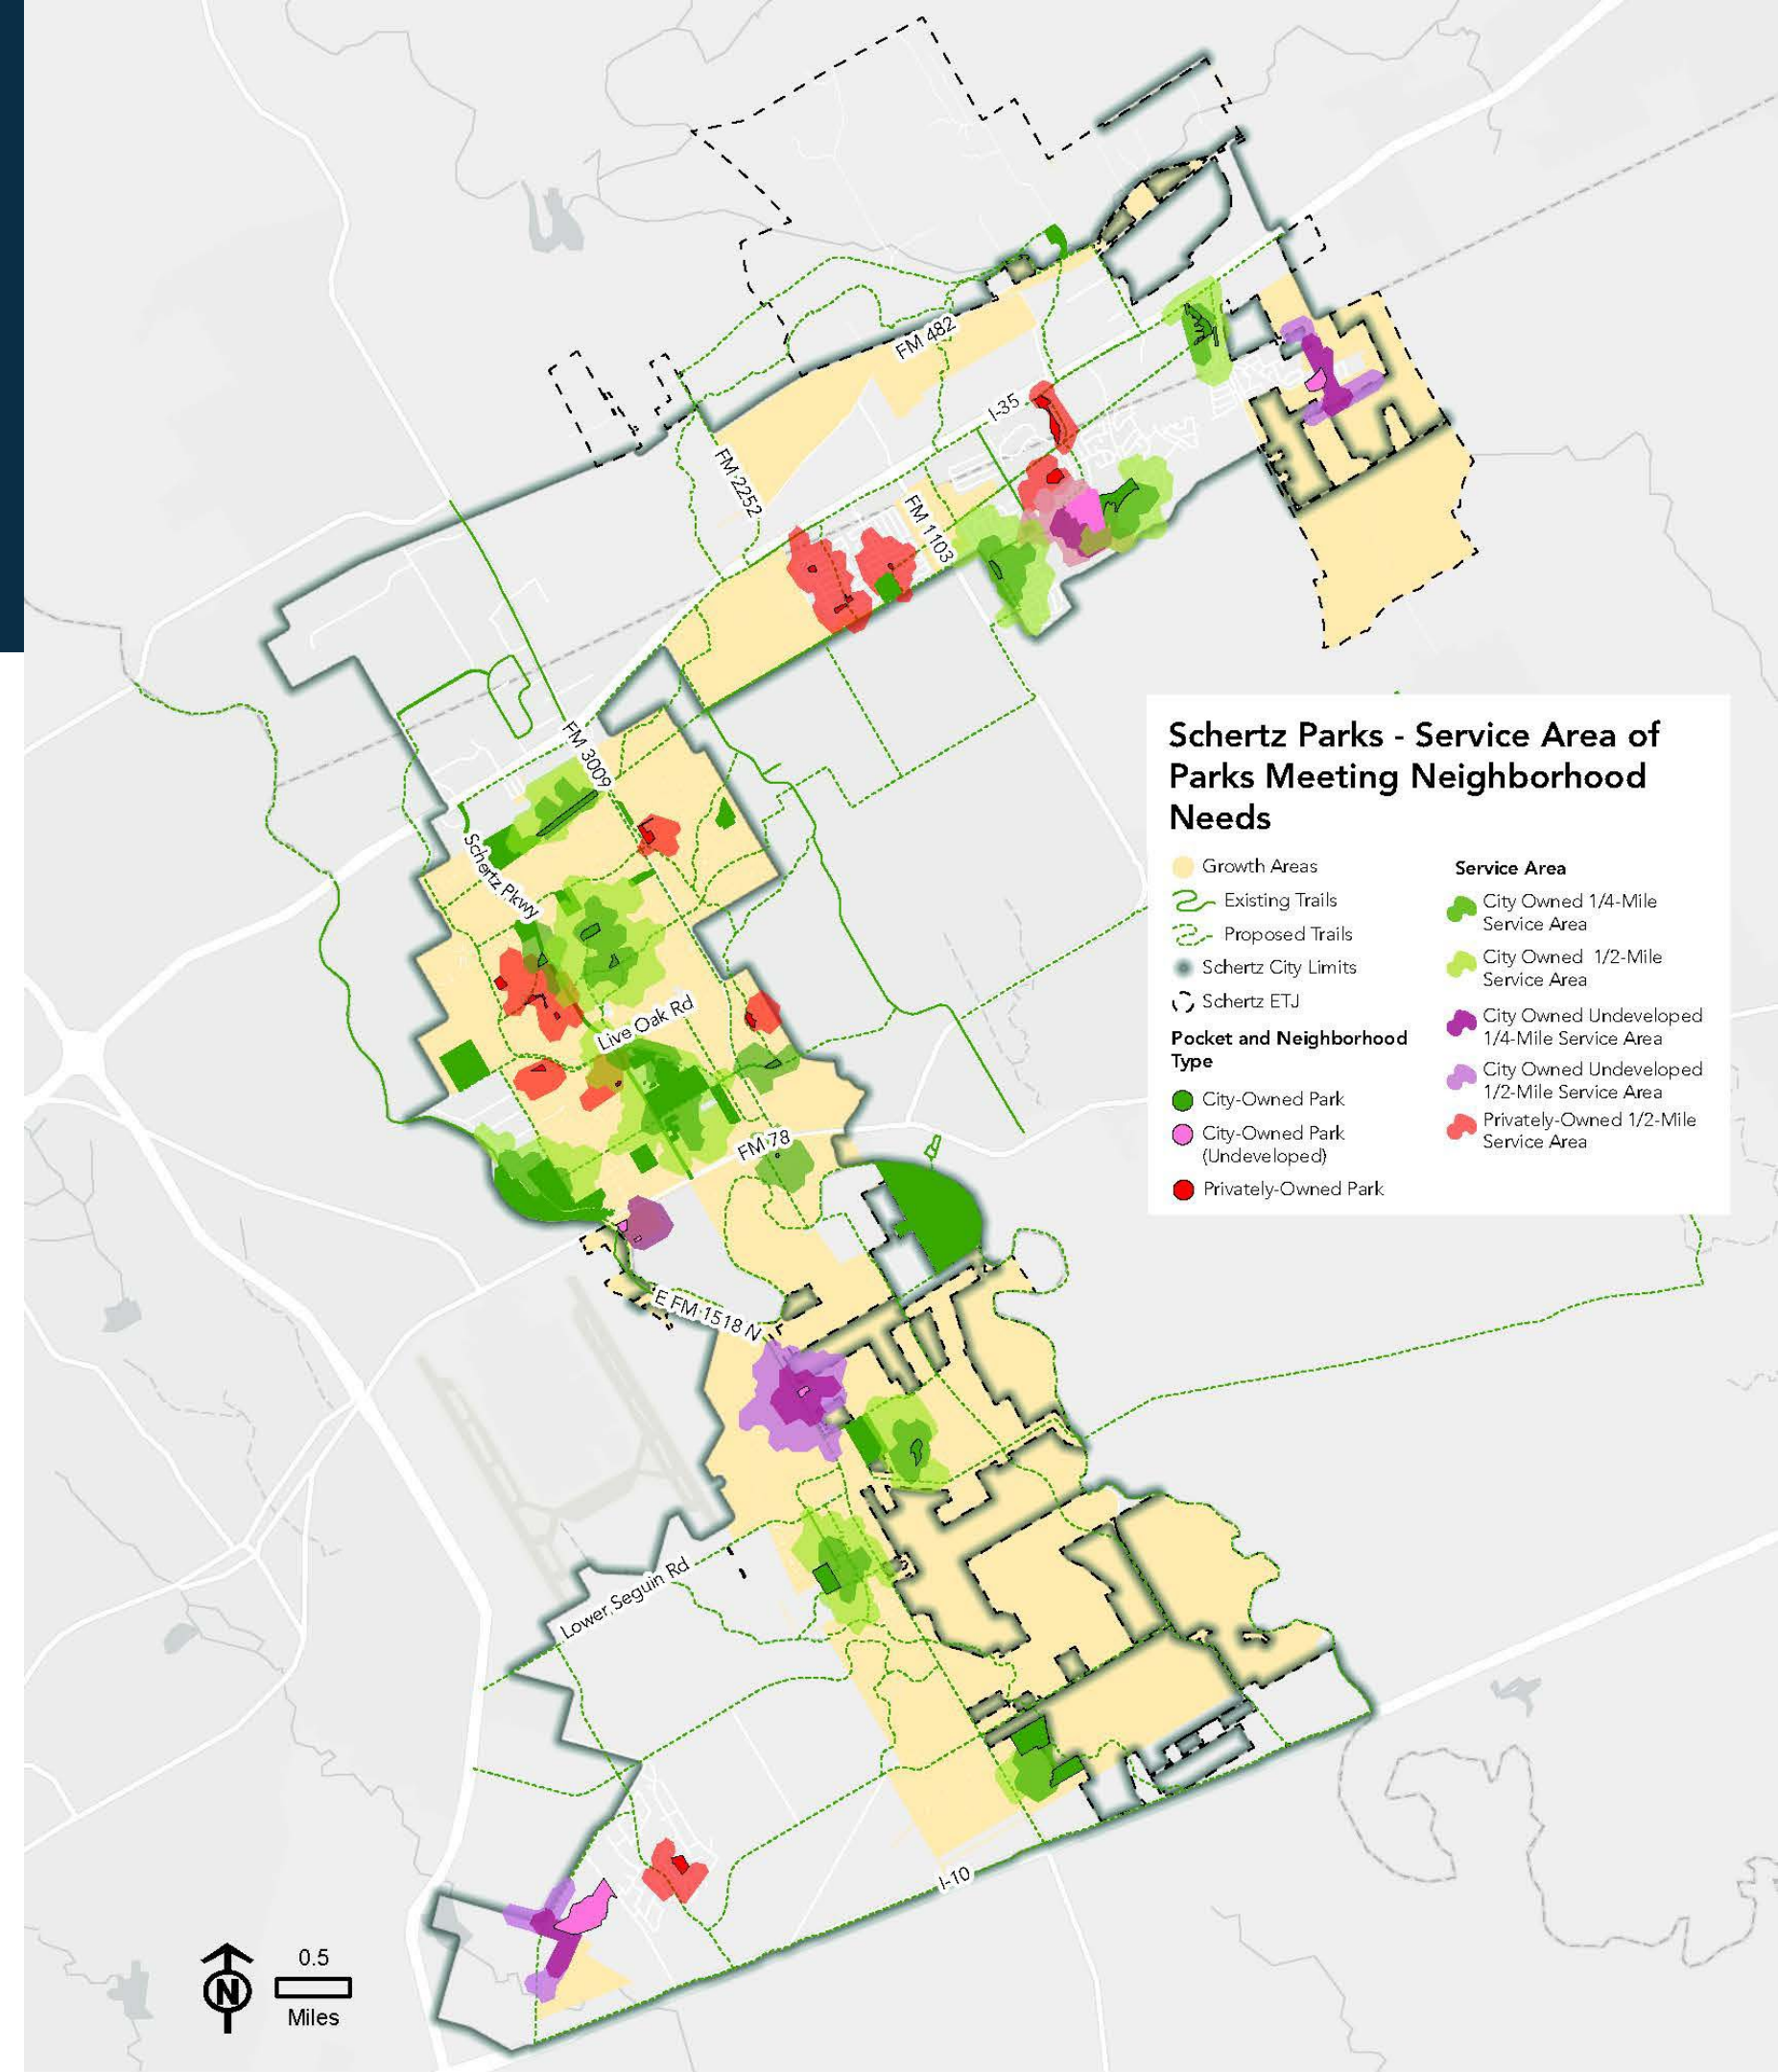 FM 482
I-35
FM 2252
FM 1103
FM 3009
Schertz Pkwy
Live Oak Rd
FM 78
E FM 1518 N
Lower Seguin Rd
I-10
Schertz Parks - Service Area of
Parks Meeting Neighborhood
Needs
Growth Areas
Existing Trails
Proposed Trails
Schertz City Limits
Schertz ETJ
Pocket and Neighborhood
Type
City-Owned Park
City-Owned Park
(Undeveloped)
Privately-Owned Park
Service Area
City Owned 1/4-Mile
Service Area
City Owned 1/2-Mile
Service Area
City Owned Undeveloped
1/4-Mile Service Area
City Owned Undeveloped
1/2-Mile Service Area
Privately-Owned 1/2-Mile
Service Area
N
0.5
Miles